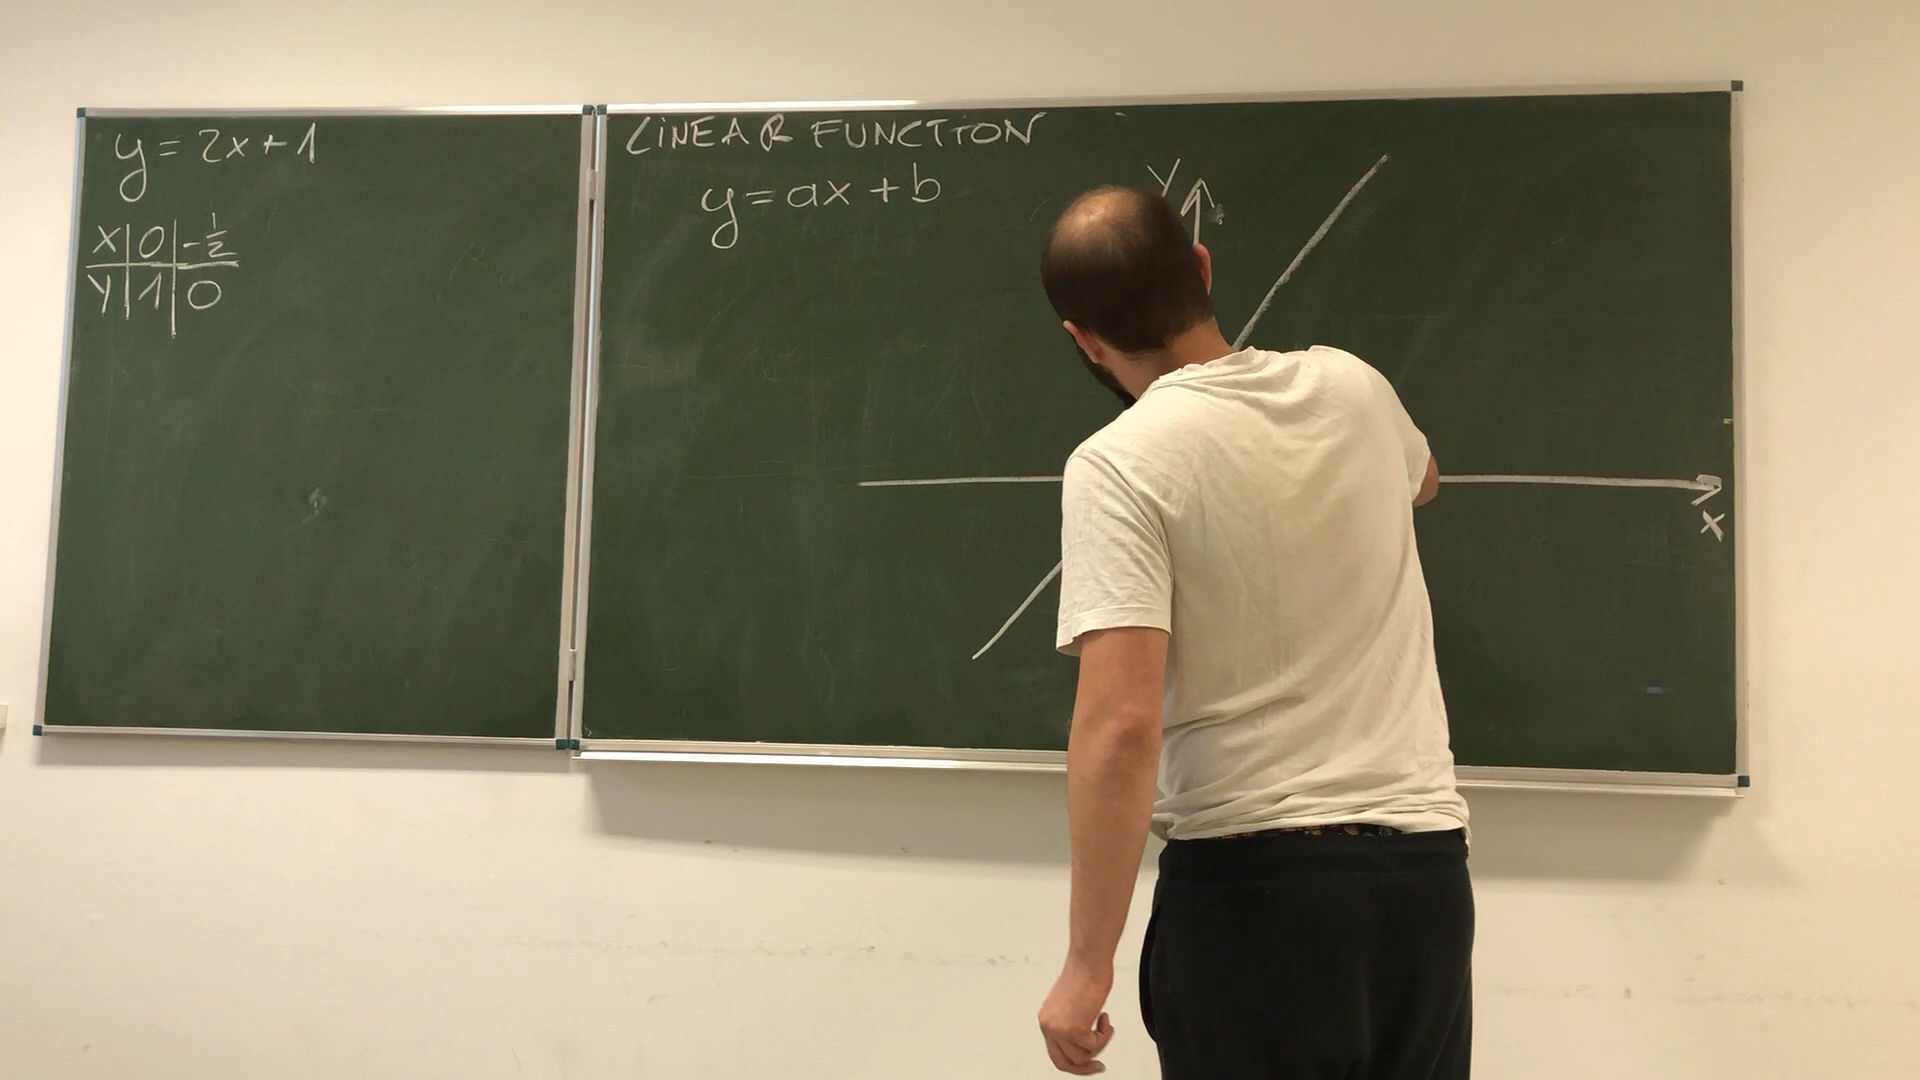 y = 2x + 1
x | 0 | -1/2
y | 1 | 0
LINEAR FUNCTION
y = ax + b
y
x